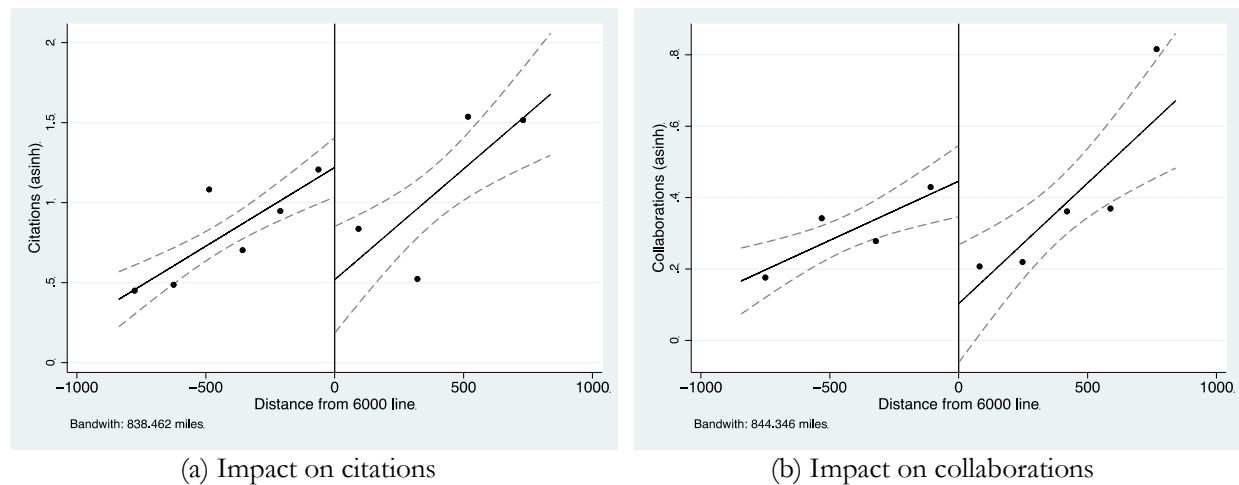 2.
1.5
1.
.5
0.
Citations (asinh)
−1000 −500 0 500 1000
Distance from 6000 line
Bandwith: 838.462 miles
(a) Impact on citations
.8
.6
.4
.2
0.
Collaborations (asinh)
−1000 −500 0 500 1000
Distance from 6000 line
Bandwith: 844.346 miles
(b) Impact on collaborations